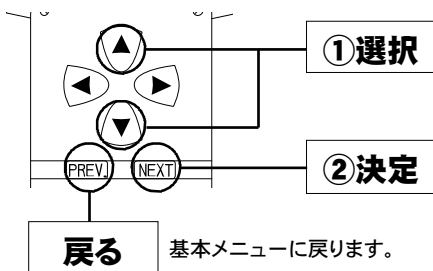 ①選択
PREV.
NEXT
②決定
戻る
基本メニューに戻ります。